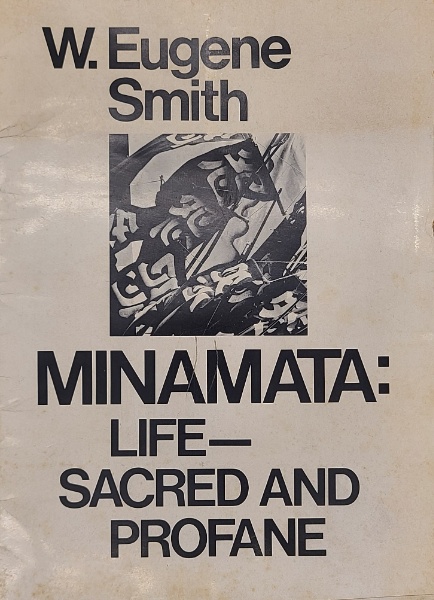 W. Eugene
Smith
MINAMATA:
LIFE—
SACRED AND
PROFANE